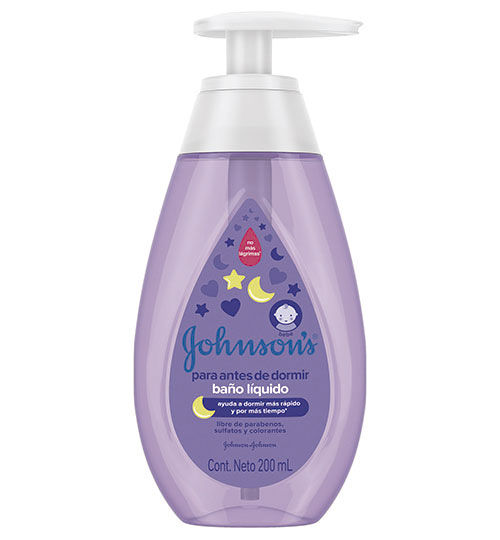 no
más
lágrimas*
bebé
Johnson's
para antes de dormir
baño líquido
ayuda a dormir más rápido
y por más tiempo*
libre de parabenos,
sulfatos y colorantes
Johnson & Johnson
Cont. Neto 200 mL